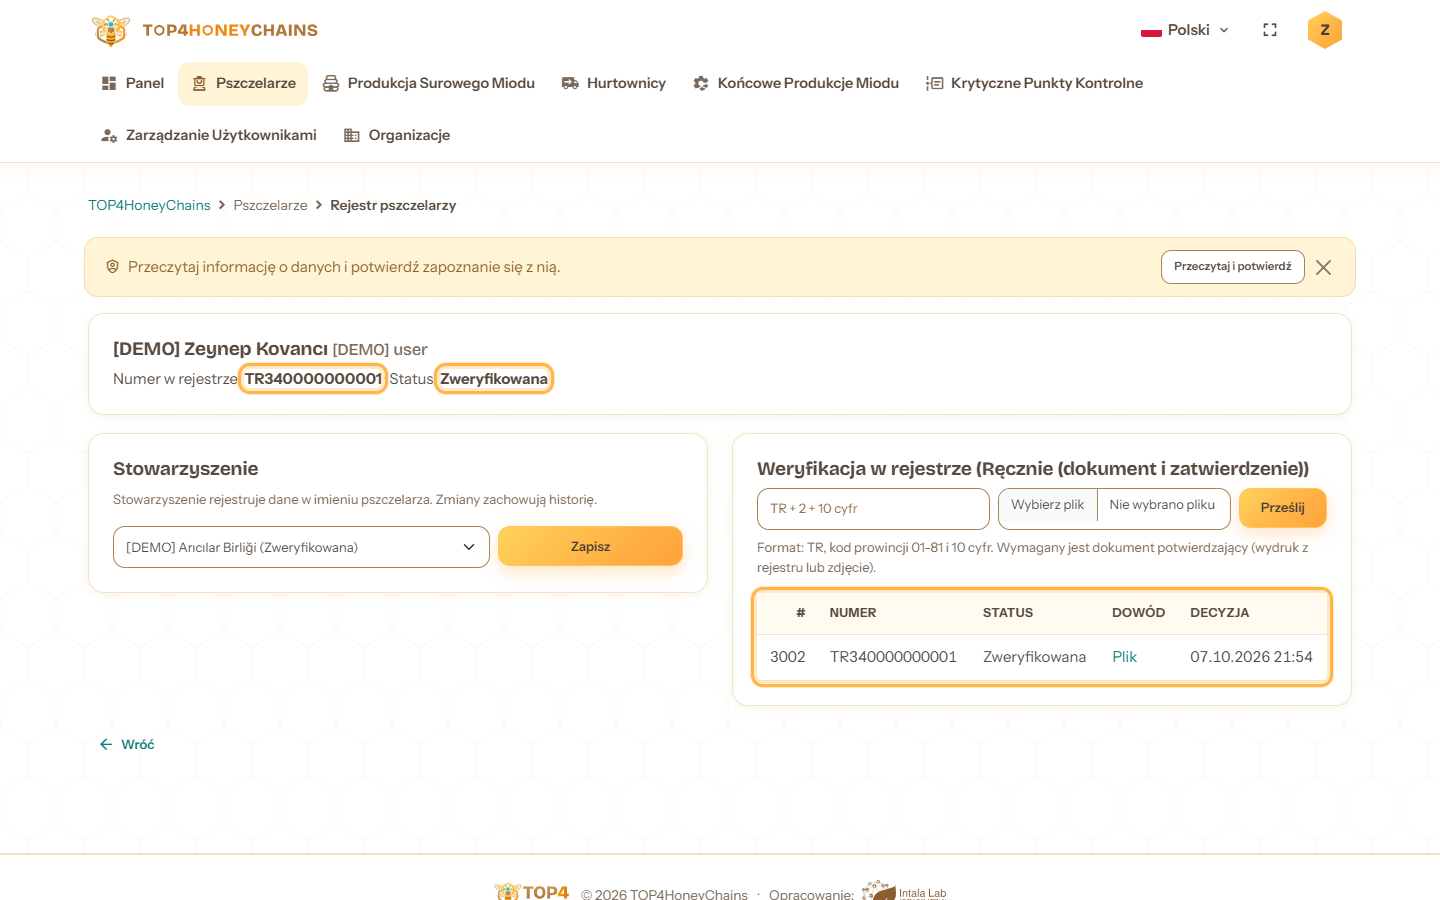 TOP4HONEYCHAINS
Polski
Z
Panel
Pszczelarze
Produkcja Surowego Miodu
Hurtownicy
Końcowe Produkcje Miodu
Krytyczne Punkty Kontrolne
Zarządzanie Użytkownikami
Organizacje
TOP4HoneyChains > Pszczelarze > Rejestr pszczelarzy
Przeczytaj informację o danych i potwierdź zapoznanie się z nią.
Przeczytaj i potwierdź
[DEMO] Zeynep Kovancı [DEMO] user
Numer w rejestrze TR340000000001 Status Zweryfikowana
Stowarzyszenie
Stowarzyszenie rejestruje dane w imieniu pszczelarza. Zmiany zachowują historię.
[DEMO] Arıcılar Birliği (Zweryfikowana)
Zapisz
Weryfikacja w rejestrze (Ręcznie (dokument i zatwierdzenie))
TR + 2 + 10 cyfr
Wybierz plik
Nie wybrano pliku
Prześlij
Format: TR, kod prowincji 01-81 i 10 cyfr. Wymagany jest dokument potwierdzający (wydruk z
rejestru lub zdjęcie).
# NUMER STATUS DOWÓD DECYZJA
3002 TR340000000001 Zweryfikowana Plik 07.10.2026 21:54
Wróć
TOP4 © 2026 TOP4HoneyChains · Opracowanie: Intala Lab